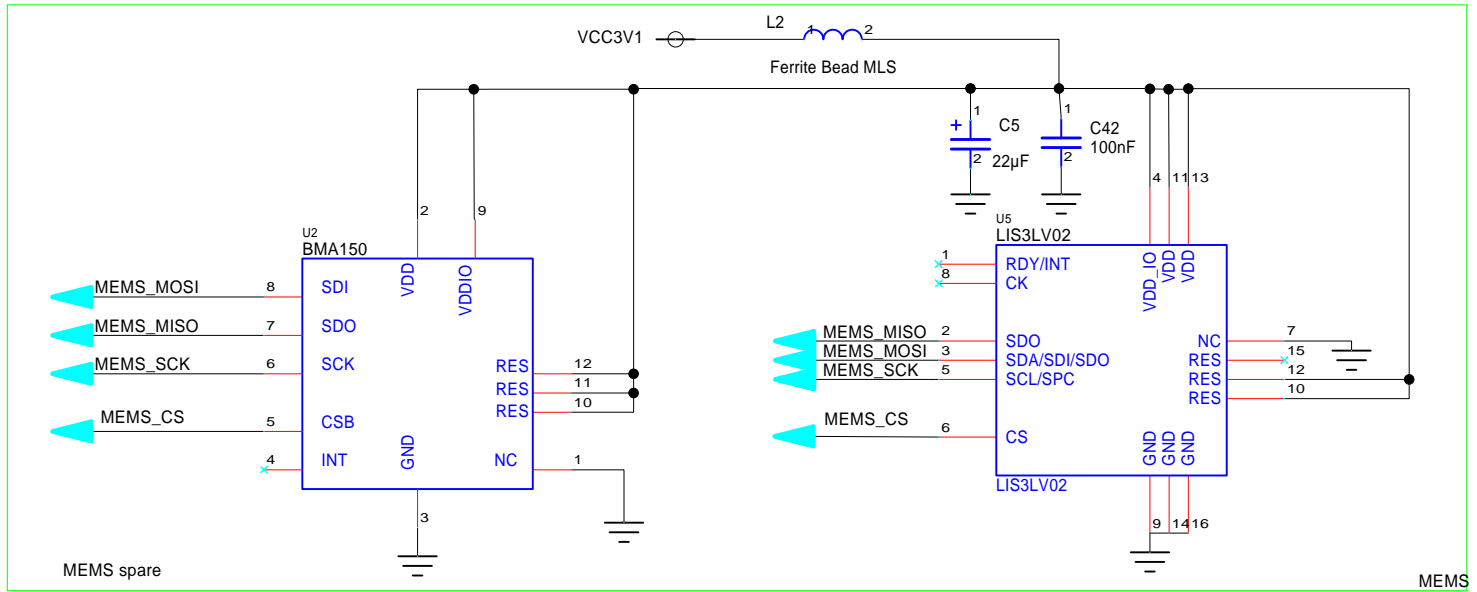 L2
VCC3V1
1
2
Ferrite Bead MLS
1
+
C5
2
22µF
1
C42
100nF
2
2
9
4
11
13
U2
BMA150
VDD
VDDIO
MEMS_MOSI
8
SDI
MEMS_MISO
7
SDO
MEMS_SCK
6
SCK
MEMS_CS
5
CSB
4
INT
GND
3
RES
12
RES
11
RES
10
NC
1
MEMS spare
U5
LIS3LV02
1
RDY/INT
8
CK
VDD_IO
VDD
VDD
MEMS_MISO
2
SDO
MEMS_MOSI
3
SDA/SDI/SDO
MEMS_SCK
5
SCL/SPC
MEMS_CS
6
CS
NC
7
RES
15
RES
12
RES
10
GND
GND
GND
LIS3LV02
9
14
16
MEMS